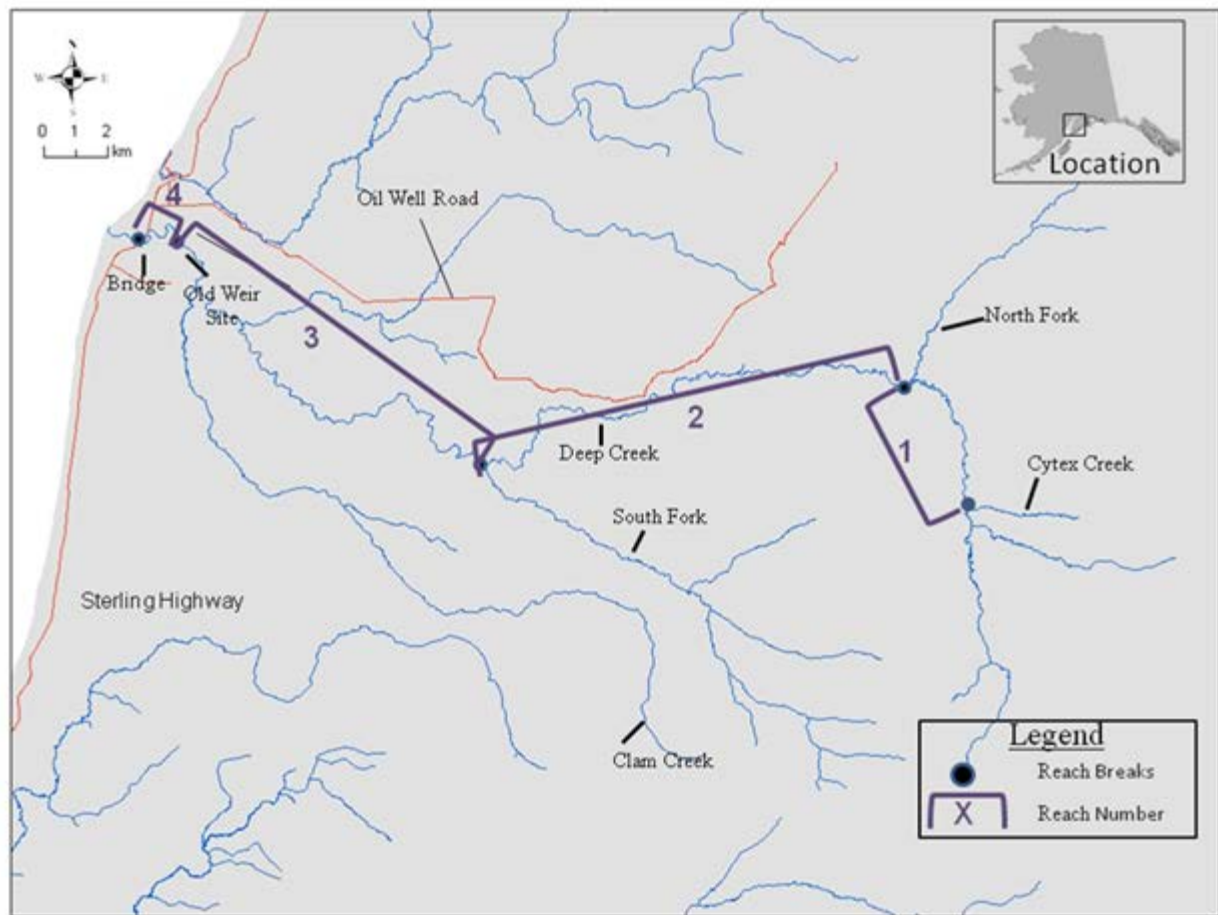 N
W E
S
0 1 2
km
Location
4
Oil Well Road
Bridge
Old Weir
Site
3
North Fork
2
1
Deep Creek
Cytex Creek
South Fork
Sterling Highway
Clam Creek
Legend
Reach Breaks
X Reach Number